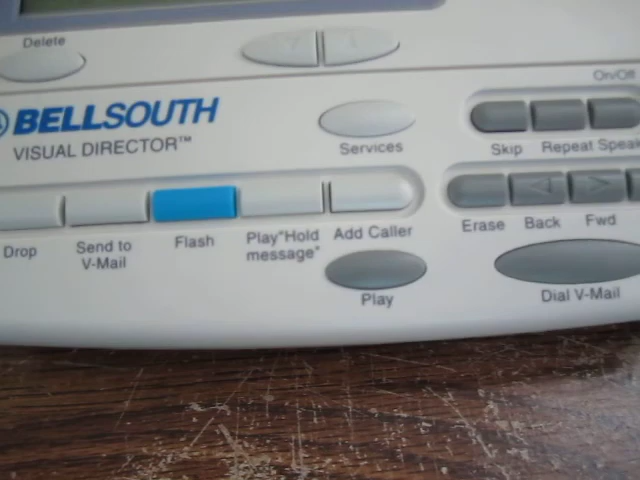 Delete
On/Off
BELLSOUTH
VISUAL DIRECTOR™
Services
Skip Repeat
Drop
Send to
V-Mail
Flash
Play"Hold
message"
Add Caller
Erase Back Fwd
Play
Dial V-Mail